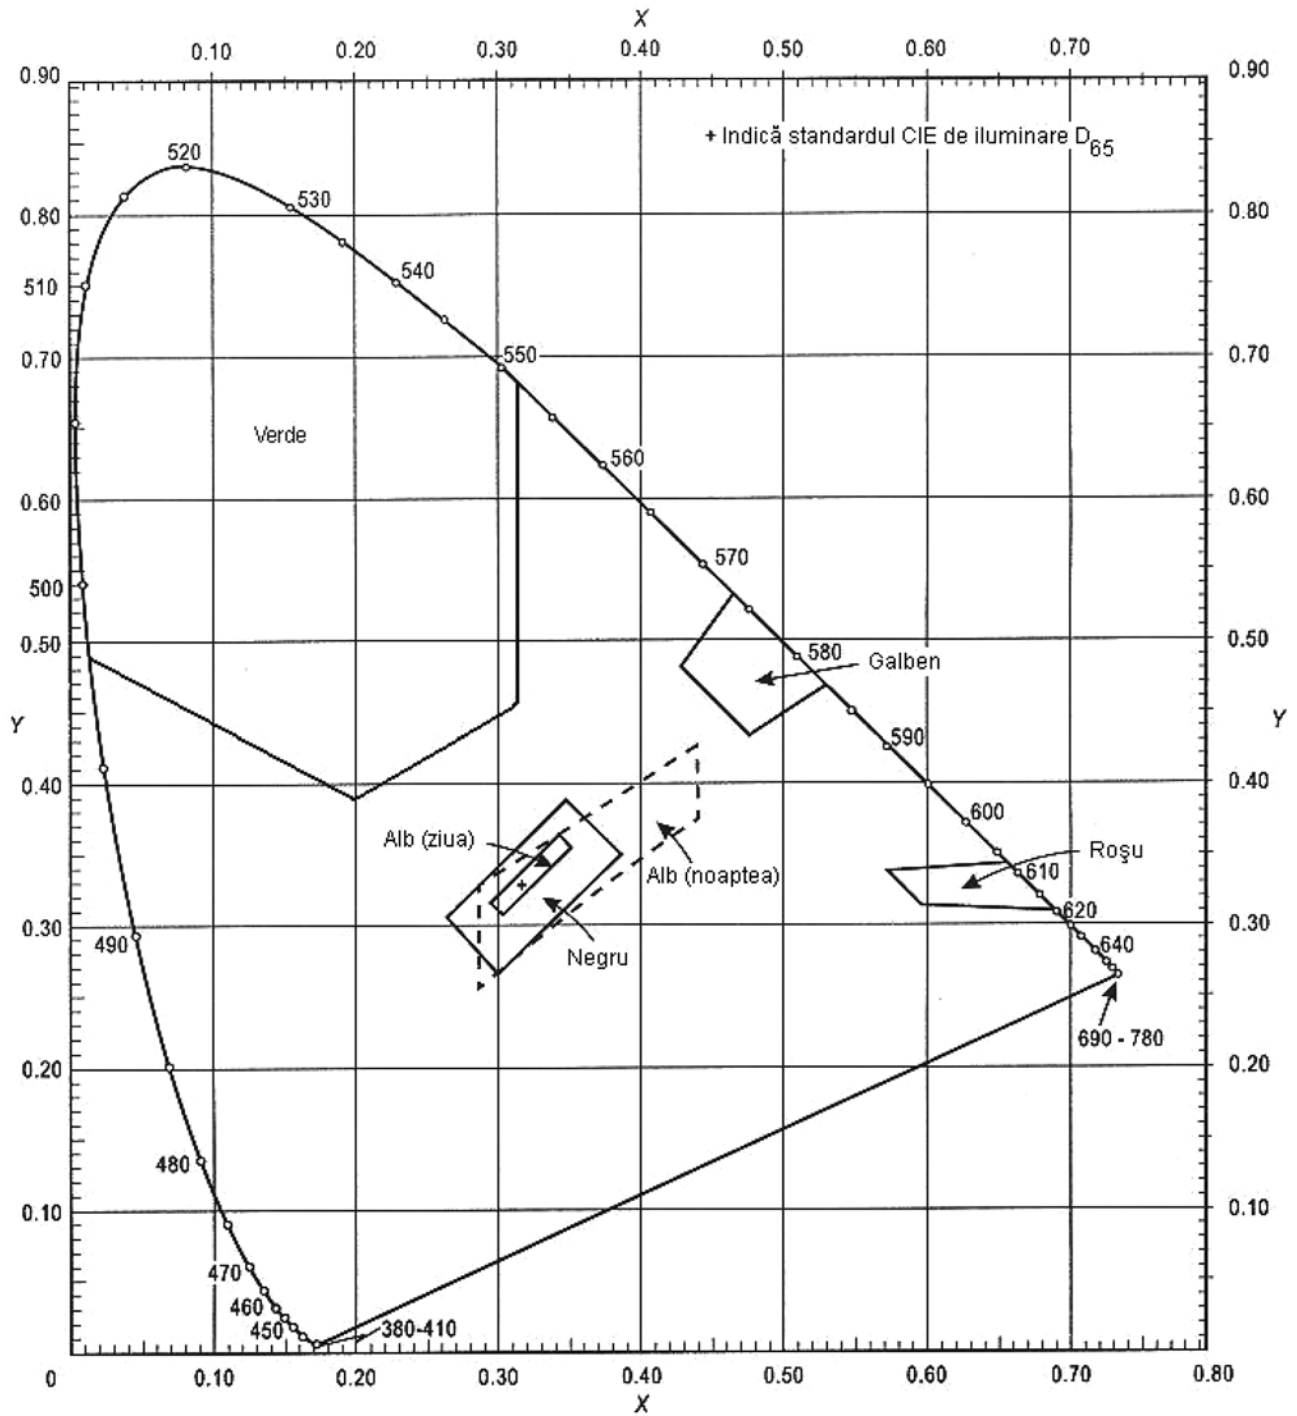 X
0.10 0.20 0.30 0.40 0.50 0.60 0.70
0.90 0.90
+ Indică standardul CIE de iluminare D65
520
530
0.80 0.80
540
510
550
0.70 0.70
Verde
560
0.60 0.60
570
500
0.50 0.50
580
Galben
Y Y
590
0.40 0.40
600
Alb (ziua)
Roşu
610
Alb (noaptea)
620
0.30 0.30
490
640
Negru
690 - 780
0.20 0.20
480
0.10 0.10
470
460
450
380-410
0 0.10 0.20 0.30 0.40 0.50 0.60 0.70 0.80
X